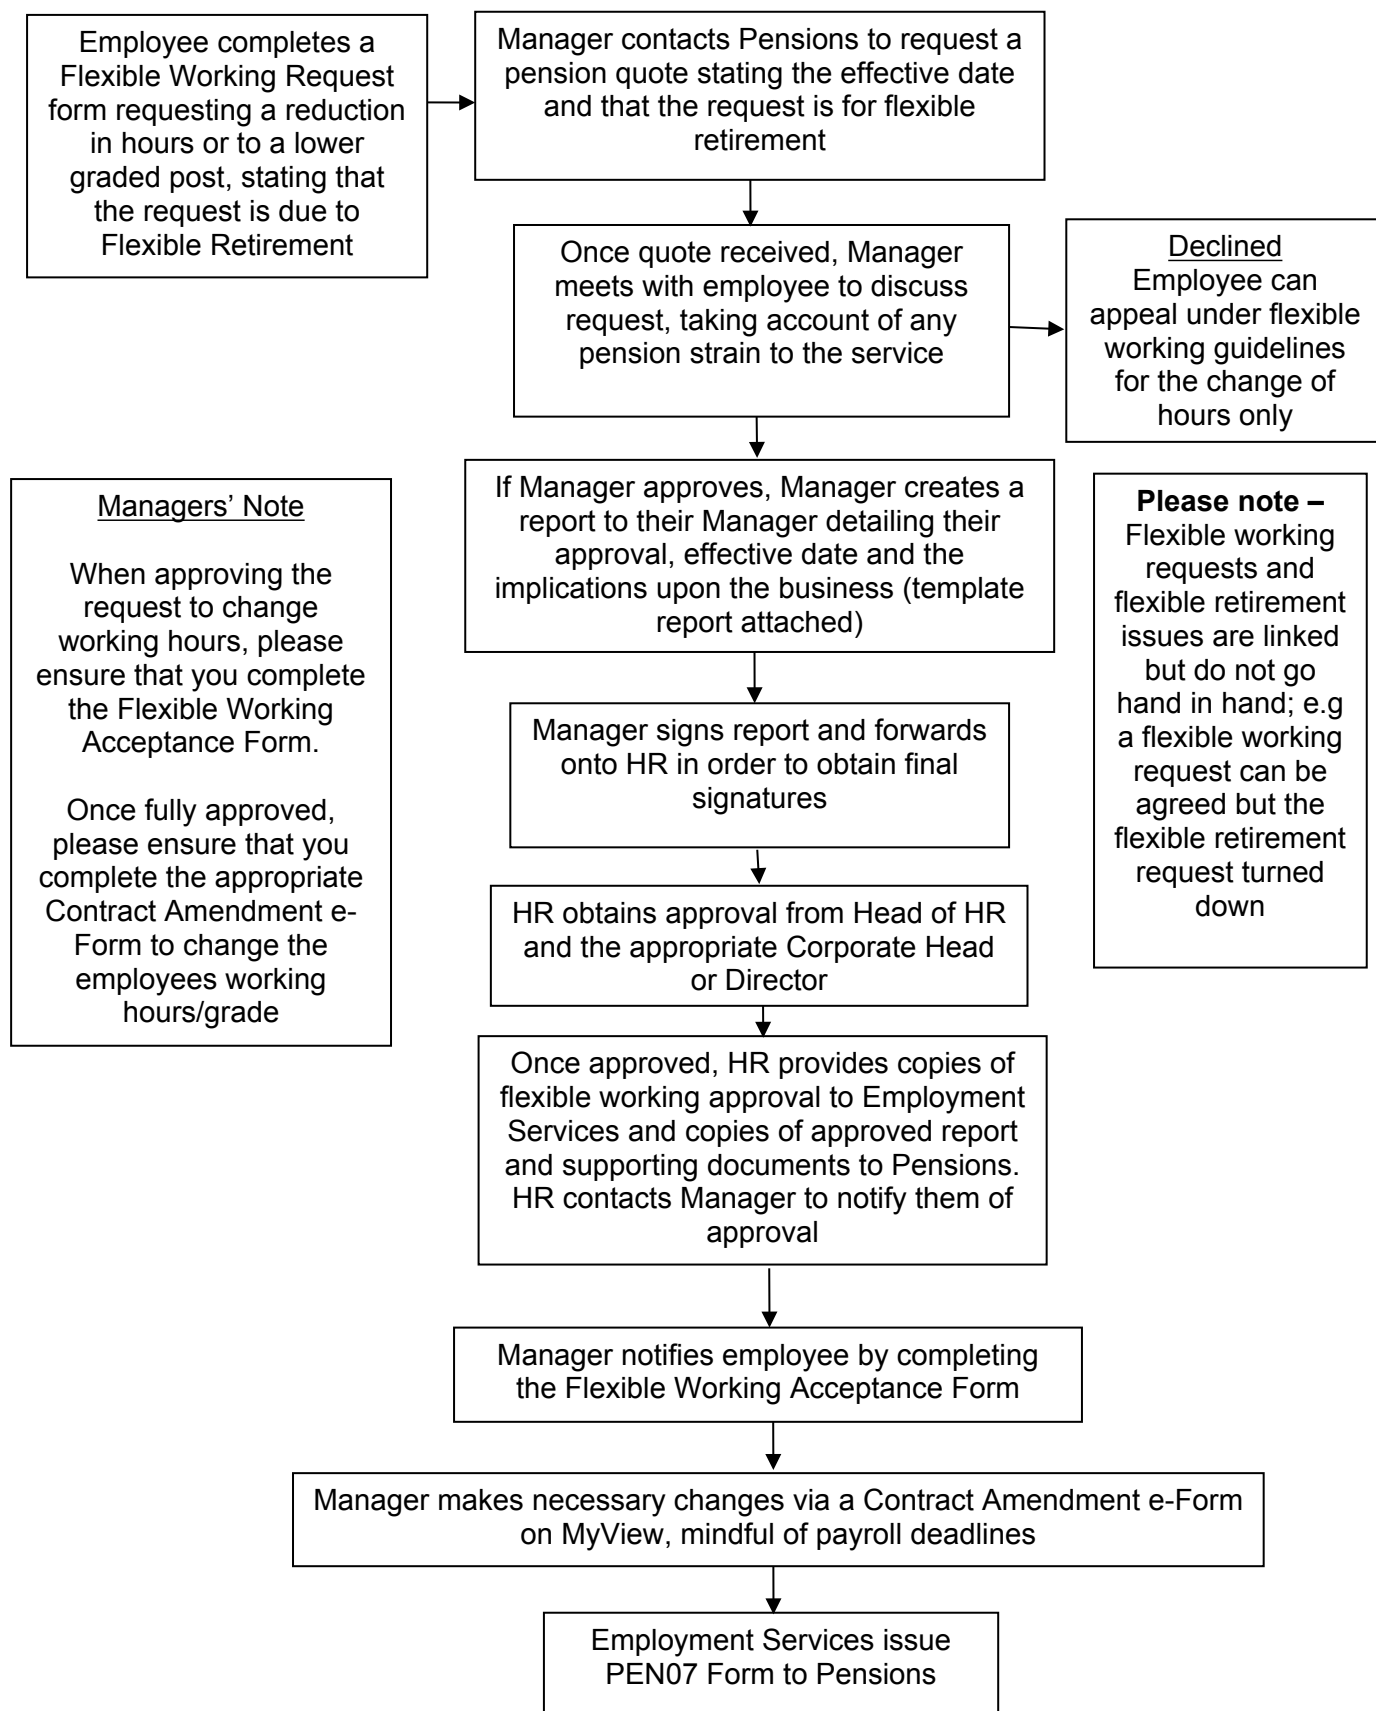 Employee completes a
Flexible Working Request
form requesting a reduction
in hours or to a lower
graded post, stating that
the request is due to
Flexible Retirement
Manager contacts Pensions to request a
pension quote stating the effective date
and that the request is for flexible
retirement
Once quote received, Manager
meets with employee to discuss
request, taking account of any
pension strain to the service
Declined
Employee can
appeal under flexible
working guidelines
for the change of
hours only
If Manager approves, Manager creates a
report to their Manager detailing their
approval, effective date and the
implications upon the business (template
report attached)
Managers’ Note
When approving the
request to change
working hours, please
ensure that you complete
the Flexible Working
Acceptance Form.
Once fully approved,
please ensure that you
complete the appropriate
Contract Amendment e-
Form to change the
employees working
hours/grade
Please note –
Flexible working
requests and
flexible retirement
issues are linked
but do not go
hand in hand; e.g
a flexible working
request can be
agreed but the
flexible retirement
request turned
down
Manager signs report and forwards
onto HR in order to obtain final
signatures
HR obtains approval from Head of HR
and the appropriate Corporate Head
or Director
Once approved, HR provides copies of
flexible working approval to Employment
Services and copies of approved report
and supporting documents to Pensions.
HR contacts Manager to notify them of
approval
Manager notifies employee by completing
the Flexible Working Acceptance Form
Manager makes necessary changes via a Contract Amendment e-Form
on MyView, mindful of payroll deadlines
Employment Services issue
PEN07 Form to Pensions